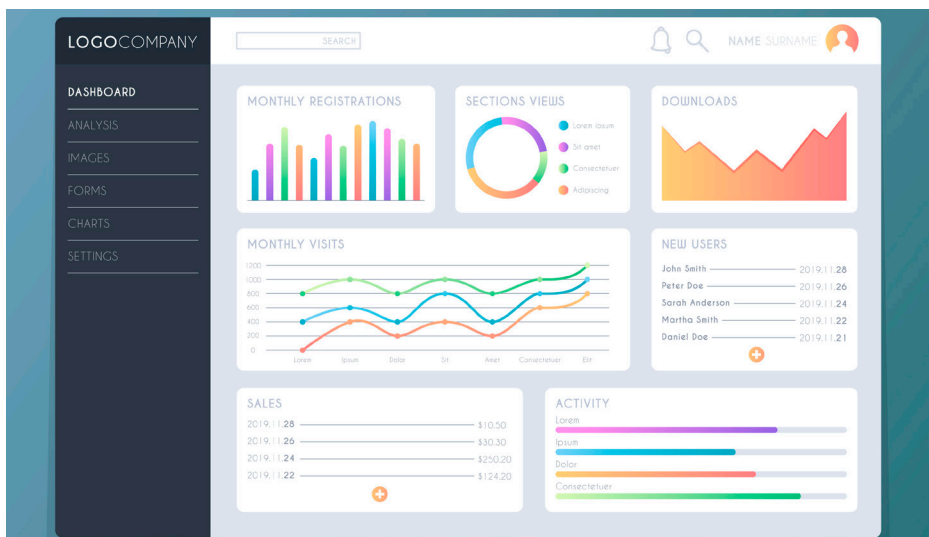 LOGOCOMPANY
SEARCH
NAME SURNAME
DASHBOARD
ANALYSIS
IMAGES
FORMS
CHARTS
SETTINGS
MONTHLY REGISTRATIONS
SECTIONS VIEWS
Lorem Ipsum
Sit amet
Consectetuer
Adipiscing
DOWNLOADS
MONTHLY VISITS
1200
1000
800
600
400
200
0
Lorem Ipsum Dolor Sit Amet Consectetuer Elit
NEW USERS
John Smith 2019.11.28
Peter Doe 2019.11.26
Sarah Anderson 2019.11.24
Martha Smith 2019.11.22
Daniel Doe 2019.11.21
SALES
2019.11.28 $10.50
2019.11.26 $30.30
2019.11.24 $250.20
2019.11.22 $124.20
ACTIVITY
Lorem
Ipsum
Dolor
Consectetuer